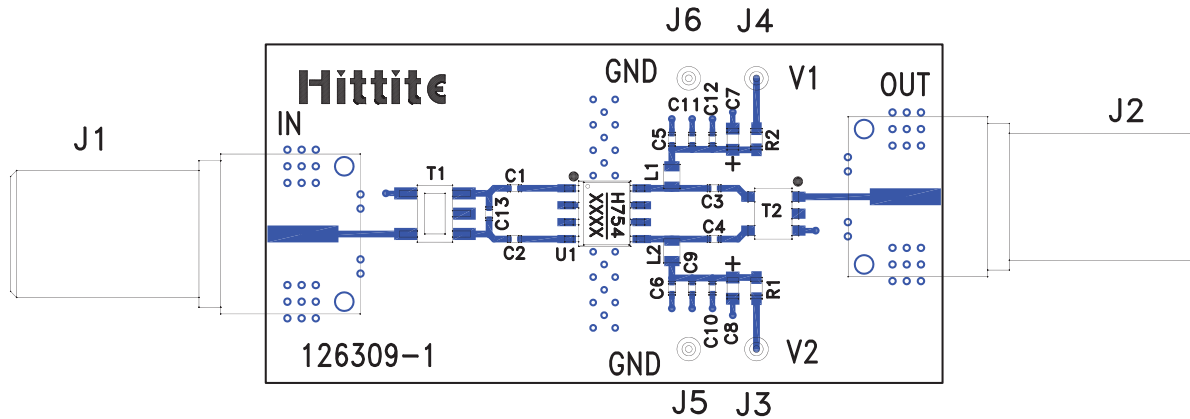 J6 J4
GND V1
Hittite
OUT
J1
J2
IN
C5 C11 C12 C7 R2
+
T1
C1
L1
C13
H754
XXXX
C3
T2
C2
U1
C4
L2
C9
+
C6
C10
C8
R1
126309-1
GND V2
J5 J3